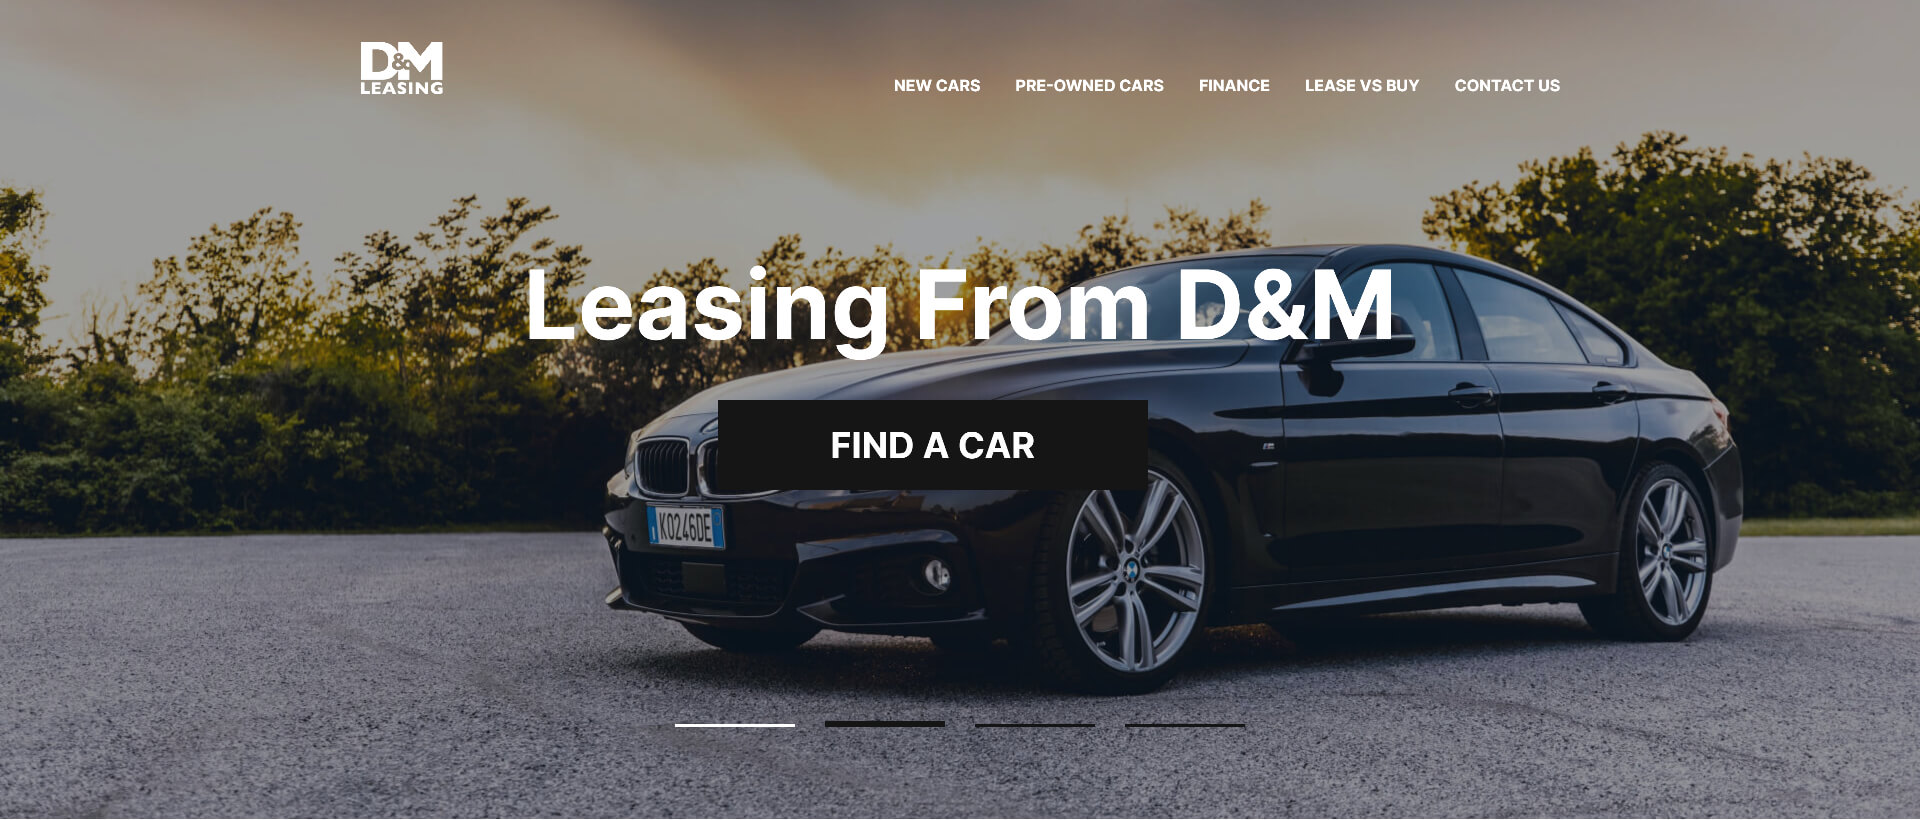 D&M
LEASING
NEW CARS
PRE-OWNED CARS
FINANCE
LEASE VS BUY
CONTACT US
Leasing From D&M
FIND A CAR
K0246DE